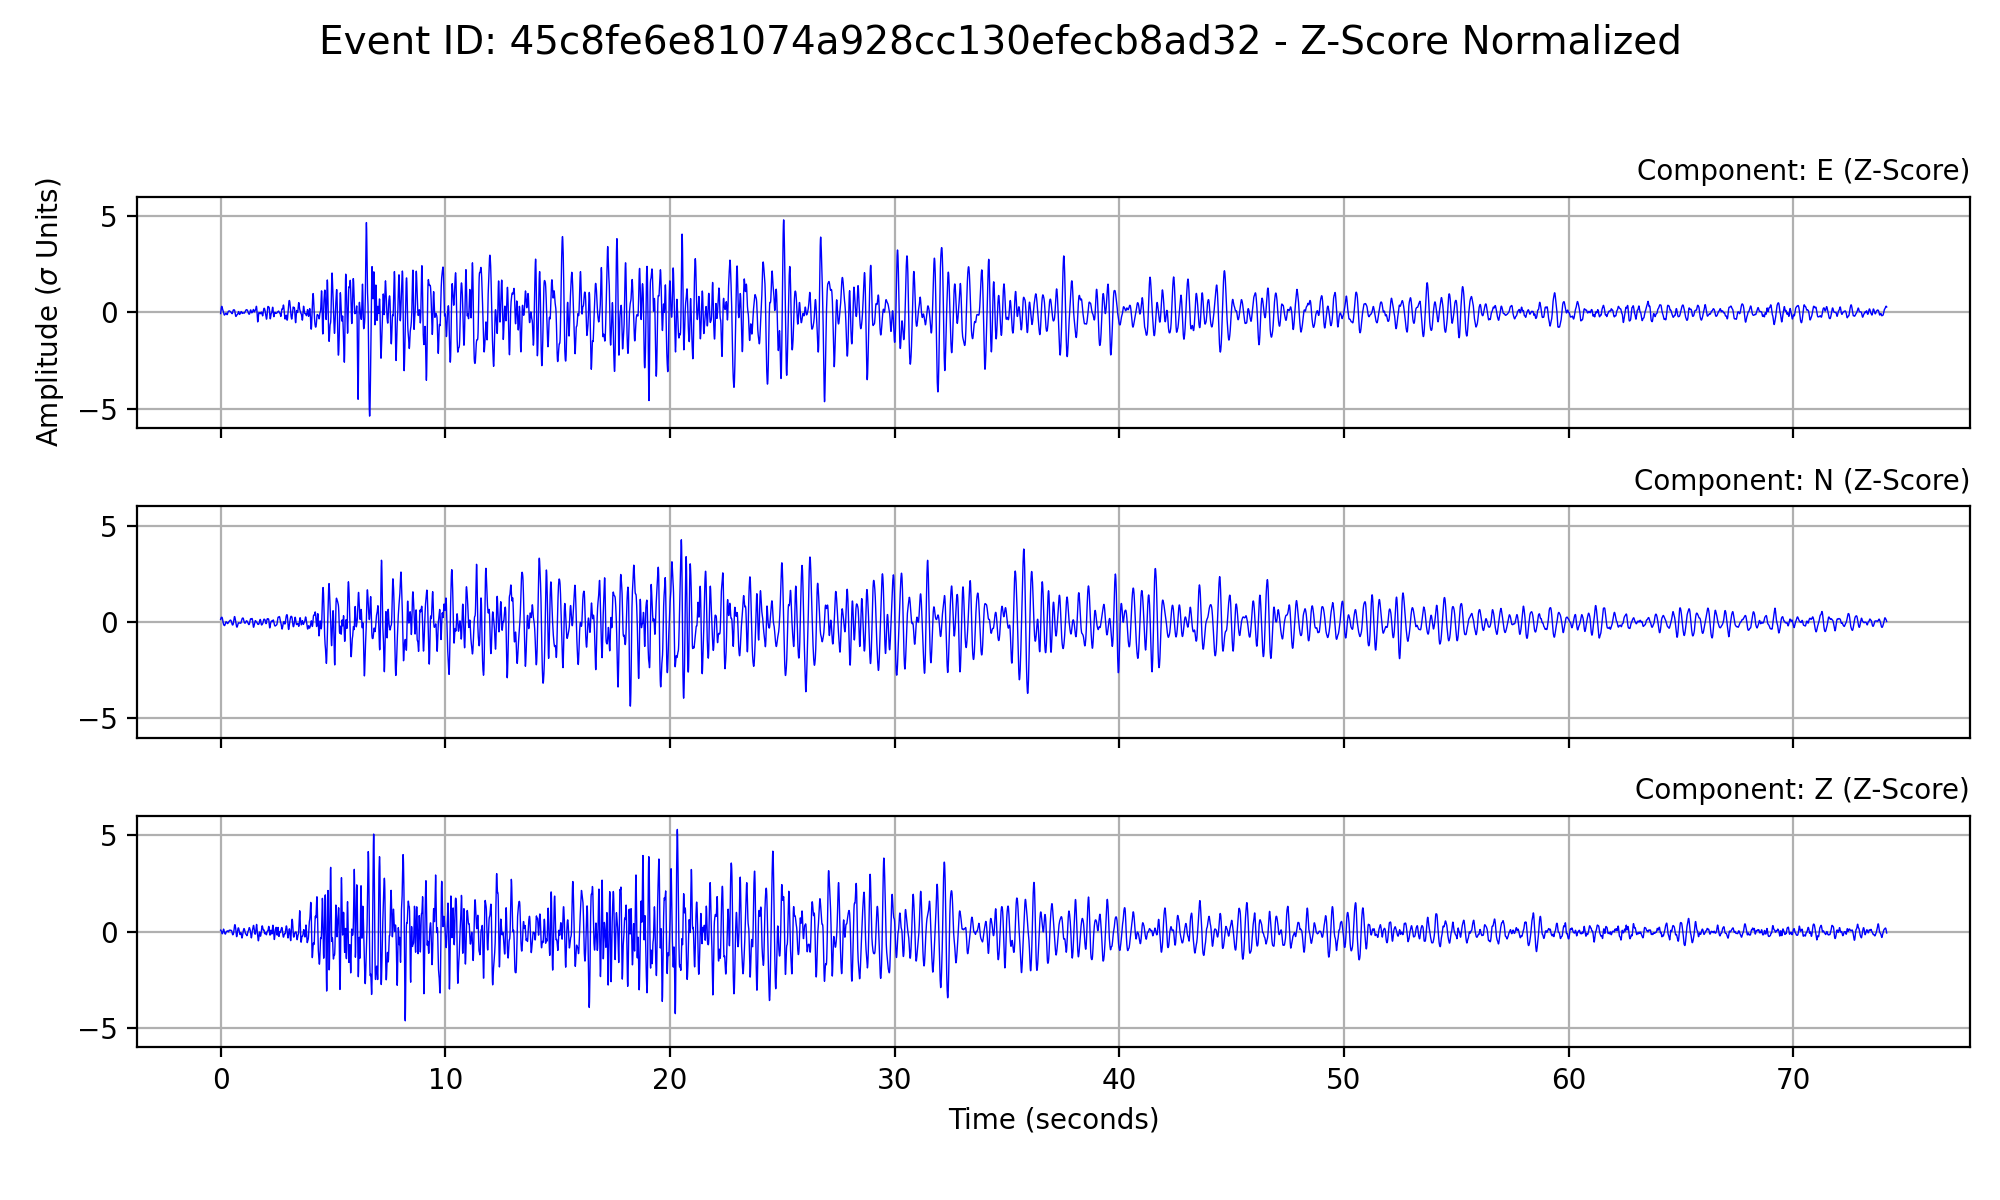 Event ID: 45c8fe6e81074a928cc130efecb8ad32 - Z-Score Normalized
Component: E (Z-Score)
Amplitude (σ Units)
5
0
−5
Component: N (Z-Score)
5
0
−5
Component: Z (Z-Score)
5
0
−5
0 10 20 30 40 50 60 70
Time (seconds)